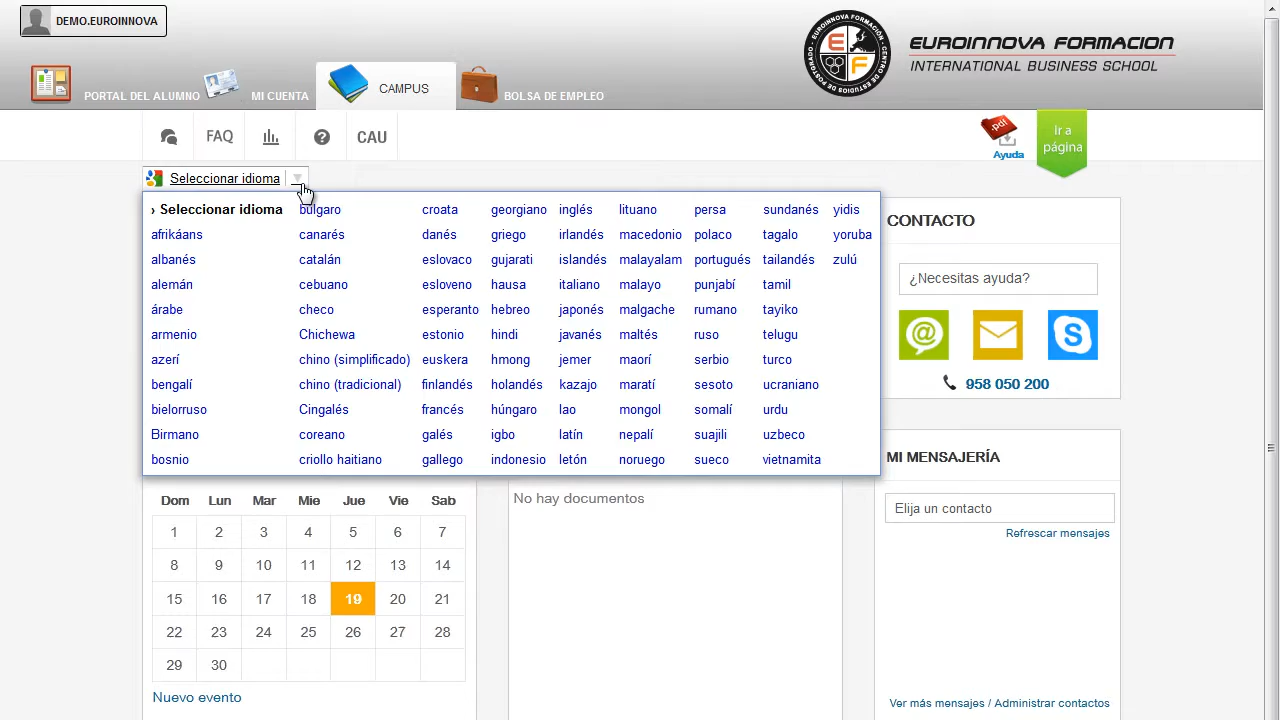 DEMO.EUROINNOVA
EUROINNOVA FORMACIÓN
CENTRO DE ESTUDIOS DE POSTGRADO
E
F
EUROINNOVA FORMACION
INTERNATIONAL BUSINESS SCHOOL
PORTAL DEL ALUMNO MI CUENTA CAMPUS BOLSA DE EMPLEO
FAQ ? CAU
.pdf
Ayuda
Ir a
página
Seleccionar idioma
› Seleccionar idioma búlgaro croata georgiano inglés lituano persa sundanés yidis
afrikáans canarés danés griego irlandés macedonio polaco tagalo yoruba
albanés catalán eslovaco gujarati islandés malayalam portugués tailandés zulú
alemán cebuano esloveno hausa italiano malayo punjabí tamil
árabe checo esperanto hebreo japonés malgache rumano tayiko
armenio Chichewa estonio hindi javanés maltés ruso telugu
azerí chino (simplificado) euskera hmong jemer maorí serbio turco
bengalí chino (tradicional) finlandés holandés kazajo maratí sesoto ucraniano
bielorruso Cingalés francés húngaro lao mongol somalí urdu
Birmano coreano galés igbo latín nepalí suajili uzbeco
bosnio criollo haitiano gallego indonesio letón noruego sueco vietnamita
CONTACTO
¿Necesitas ayuda?
@ S
958 050 200
Dom Lun Mar Mie Jue Vie Sab
1 2 3 4 5 6 7
8 9 10 11 12 13 14
15 16 17 18 19 20 21
22 23 24 25 26 27 28
29 30
Nuevo evento
No hay documentos
MI MENSAJERÍA
Elija un contacto
Refrescar mensajes
Ver más mensajes / Administrar contactos